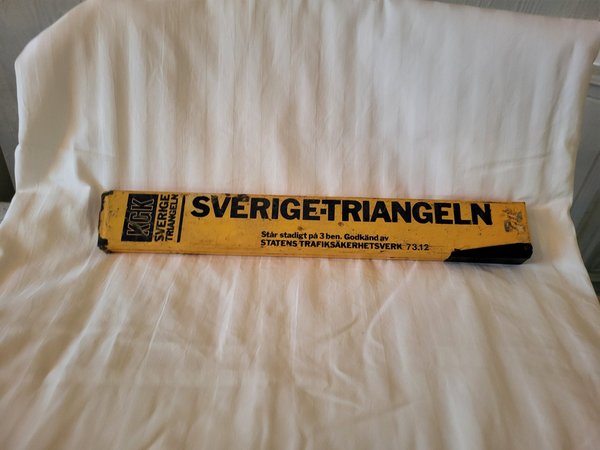 KGK
SVERIGE
TRIANGELN
SVERIGE-TRIANGELN
Står stadigt på 3 ben. Godkänd av
STATENS TRAFIKSÄKERHETSVERK 73.12